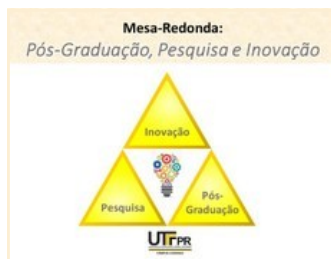 Mesa-Redonda:
Pós-Graduação, Pesquisa e Inovação
Inovação
Pesquisa
Pós-
Graduação
UTFPR